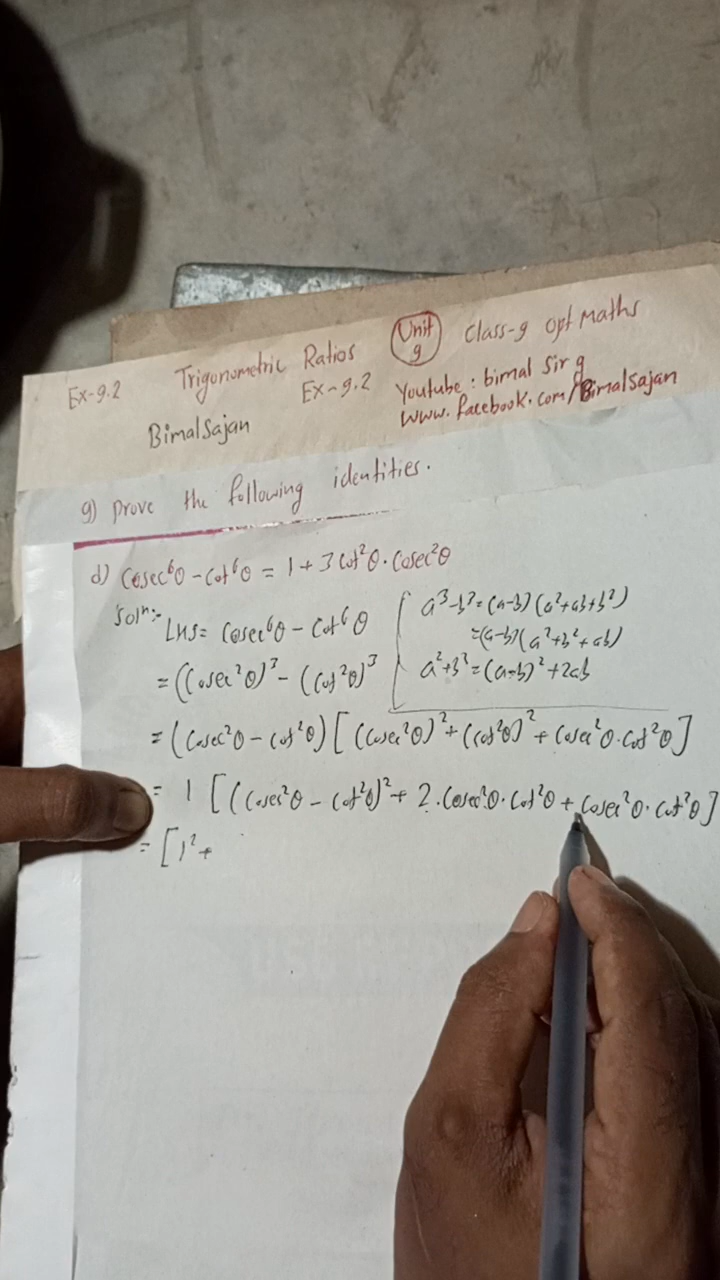 Ex-9.2 Trigonometric Ratios Ex-9.2 Unit 9 Class-9 opt Maths
BimalSajan Youtube : bimal Sir g
www.facebook.com/BimalSajan
9) Prove the following identities.
d) Cosec⁶θ - Cot⁶θ = 1 + 3 Cot²θ · Cosec²θ
Solⁿ:- LHS = Cosec⁶θ - Cot⁶θ
= (Cosec²θ)³ - (Cot²θ)³
a³-b³ = (a-b) (a²+ab+b²)
= (a-b) (a²+b²+ab)
a²+b² = (a-b)² + 2ab
= (Cosec²θ - cot²θ) [ (Cosec²θ)² + (cot²θ)² + Cosec²θ · Cot²θ ]
= 1 [ (Cosec²θ - Cot²θ)² + 2 · Cosec²θ · Cot²θ + Cosec²θ · Cot²θ ]
= [ 1² +